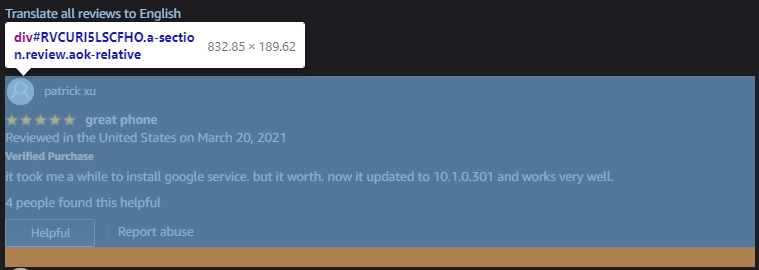 Translate all reviews to English
div#RVCURI5LSCFHO.a-sectio
n.review.aok-relative
832.85 × 189.62
patrick xu
great phone
Reviewed in the United States on March 20, 2021
Verified Purchase
it took me a while to install google service. but it worth. now it updated to 10.1.0.301 and works very well.
4 people found this helpful
Helpful
Report abuse